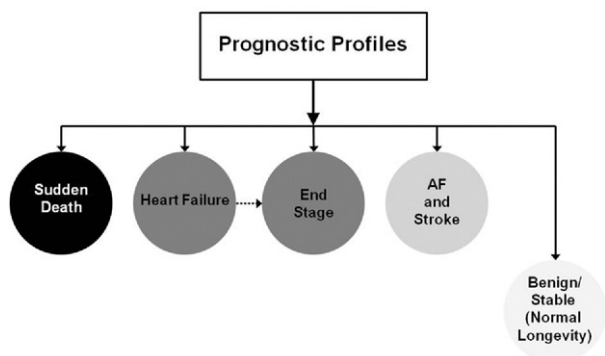 Prognostic Profiles
Sudden
Death
Heart Failure
End
Stage
AF
and
Stroke
Benign/
Stable
(Normal
Longevity)